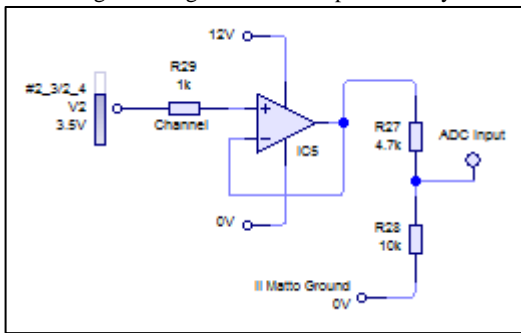 12V
R29
1k
Channel
#2_3/2_4
V2
3.5V
IC5
0V
R27
4.7k
ADC Input
R28
10k
Il Matto Ground
0V